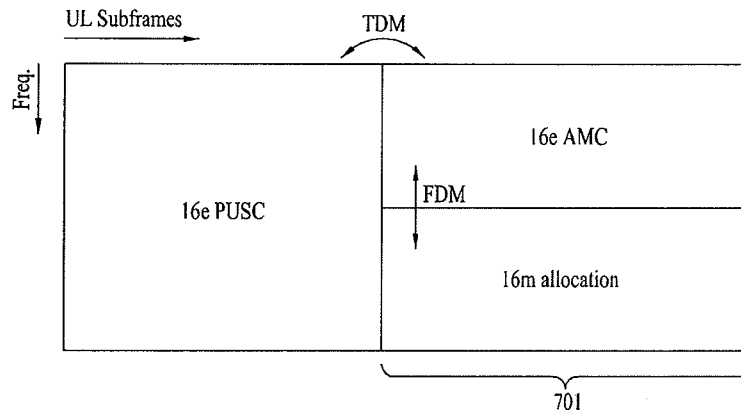 UL Subframes
TDM
Freq.
16e AMC
16e PUSC
FDM
16m allocation
701